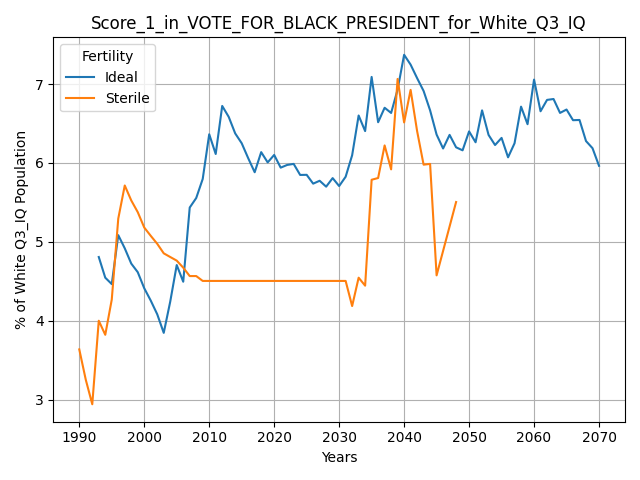 Score_1_in_VOTE_FOR_BLACK_PRESIDENT_for_White_Q3_IQ
Fertility
Ideal
Sterile
% of White Q3_IQ Population
7
6
5
4
3
1990 2000 2010 2020 2030 2040 2050 2060 2070
Years